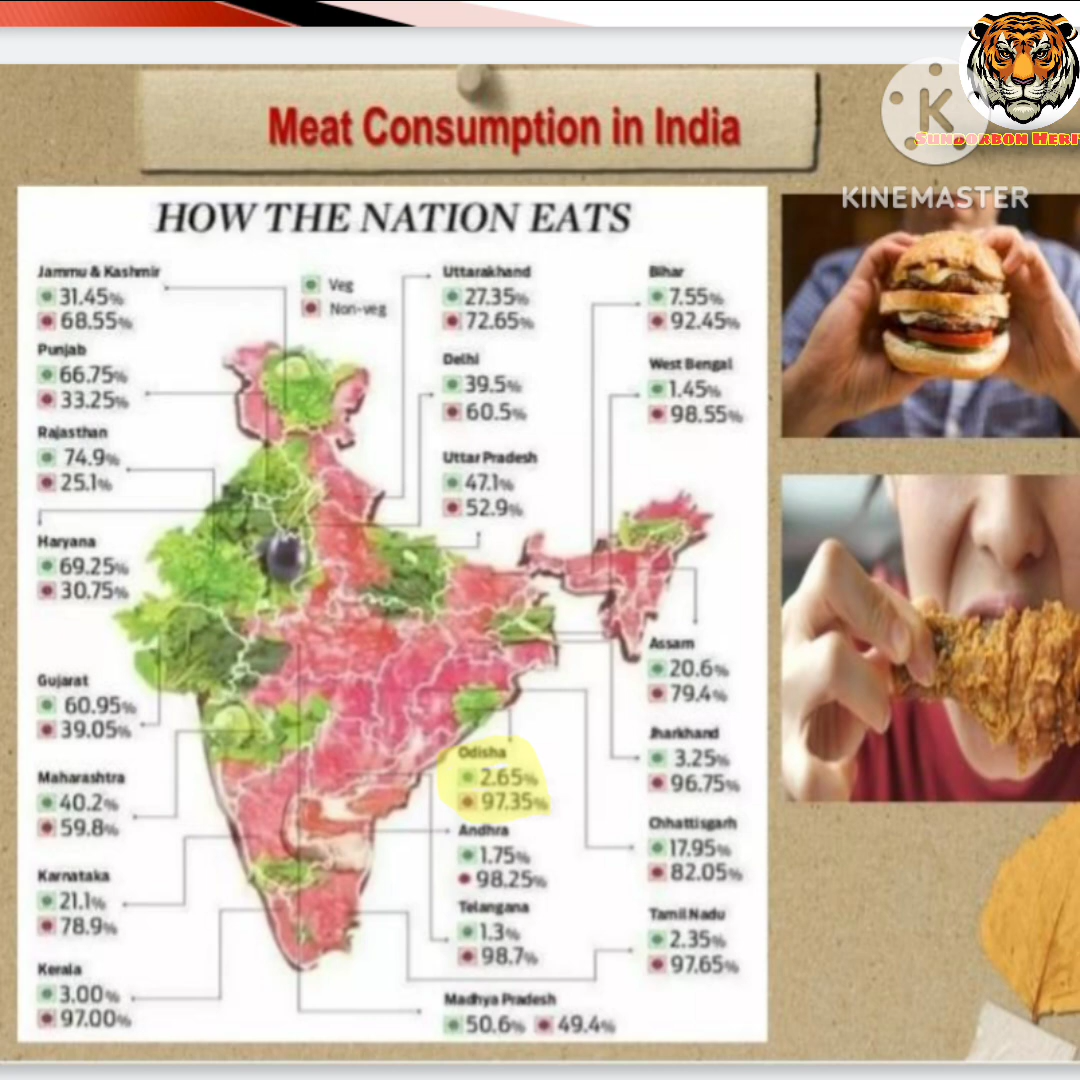 Meat Consumption in India
K
SUNDORBON HERI
KINEMASTER
HOW THE NATION EATS
Veg
Non-veg
Jammu & Kashmir
31.45%
68.55%
Punjab
66.75%
33.25%
Rajasthan
74.9%
25.1%
Haryana
69.25%
30.75%
Gujarat
60.95%
39.05%
Maharashtra
40.2%
59.8%
Karnataka
21.1%
78.9%
Kerala
3.00%
97.00%
Uttarakhand
27.35%
72.65%
Delhi
39.5%
60.5%
Uttar Pradesh
47.1%
52.9%
Odisha
2.65%
97.35%
Andhra
1.75%
98.25%
Telangana
1.3%
98.7%
Madhya Pradesh
50.6% 49.4%
Bihar
7.55%
92.45%
West Bengal
1.45%
98.55%
Assam
20.6%
79.4%
Jharkhand
3.25%
96.75%
Chhattisgarh
17.95%
82.05%
Tamil Nadu
2.35%
97.65%